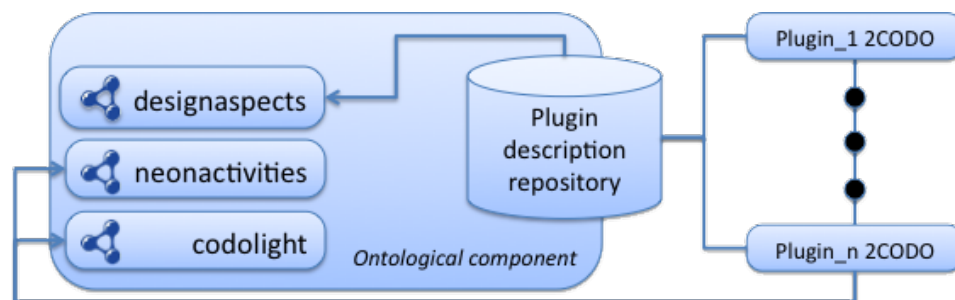 designaspects
neonactivities
codolight
Ontological component
Plugin
description
repository
Plugin_1 2CODO
Plugin_n 2CODO